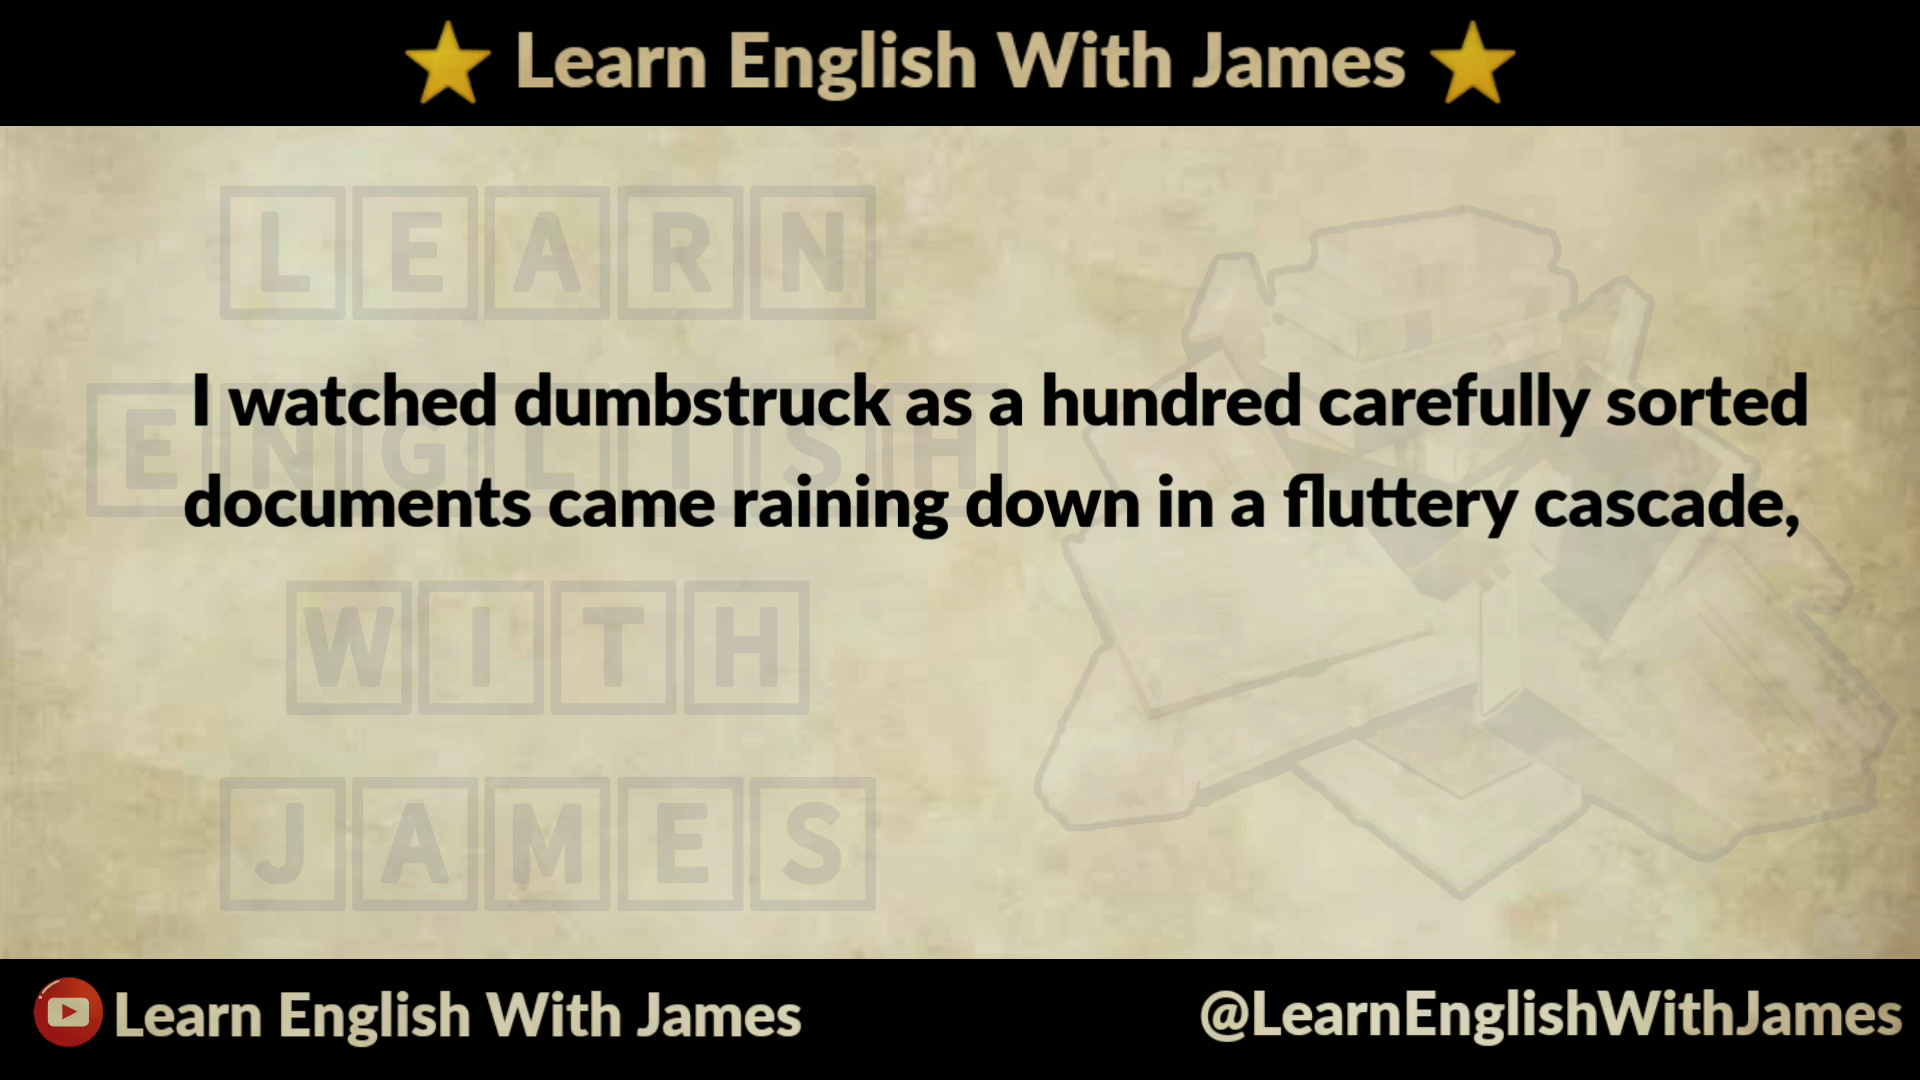 ⭐ Learn English With James ⭐
LEARN
I watched dumbstruck as a hundred carefully sorted
ENGLISH
documents came raining down in a fluttery cascade,
WITH
JAMES
Learn English With James
@LearnEnglishWithJames